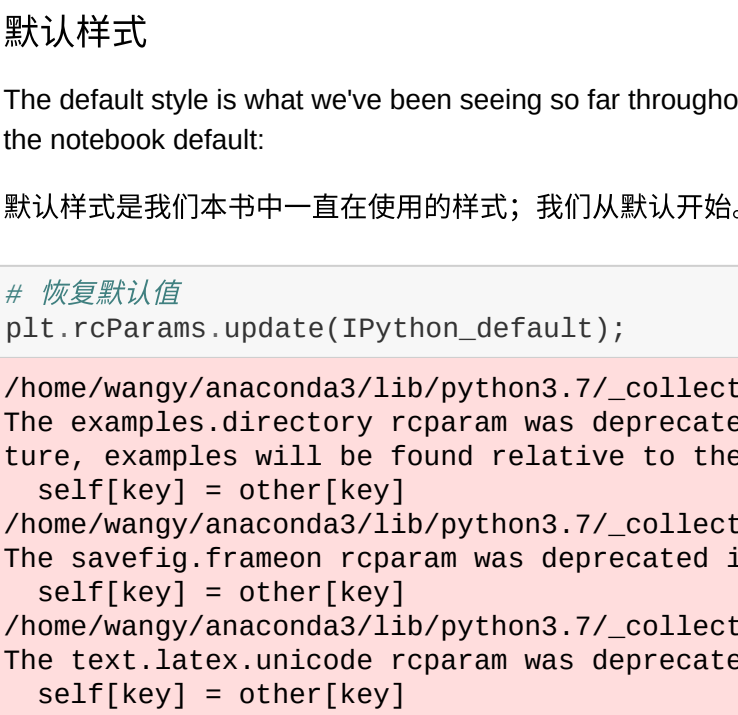 默认样式
The default style is what we've been seeing so far
the notebook default:
默认样式是我们本书中一直在使用的样式；我们从默认开始。
# 恢复默认值
plt.rcParams.update(IPython_default);
/home/wangy/anaconda3/lib/python3.7/_collect
The examples.directory rcparam was
ture, examples will be found relative to the
self[key] = other[key]
/home/wangy/anaconda3/lib/python3.7/_collect
The savefig.frameon rcparam was deprecated
self[key] = other[key]
/home/wangy/anaconda3/lib/python3.7/_collect
The text.latex.unicode rcparam was
self[key] = other[key]